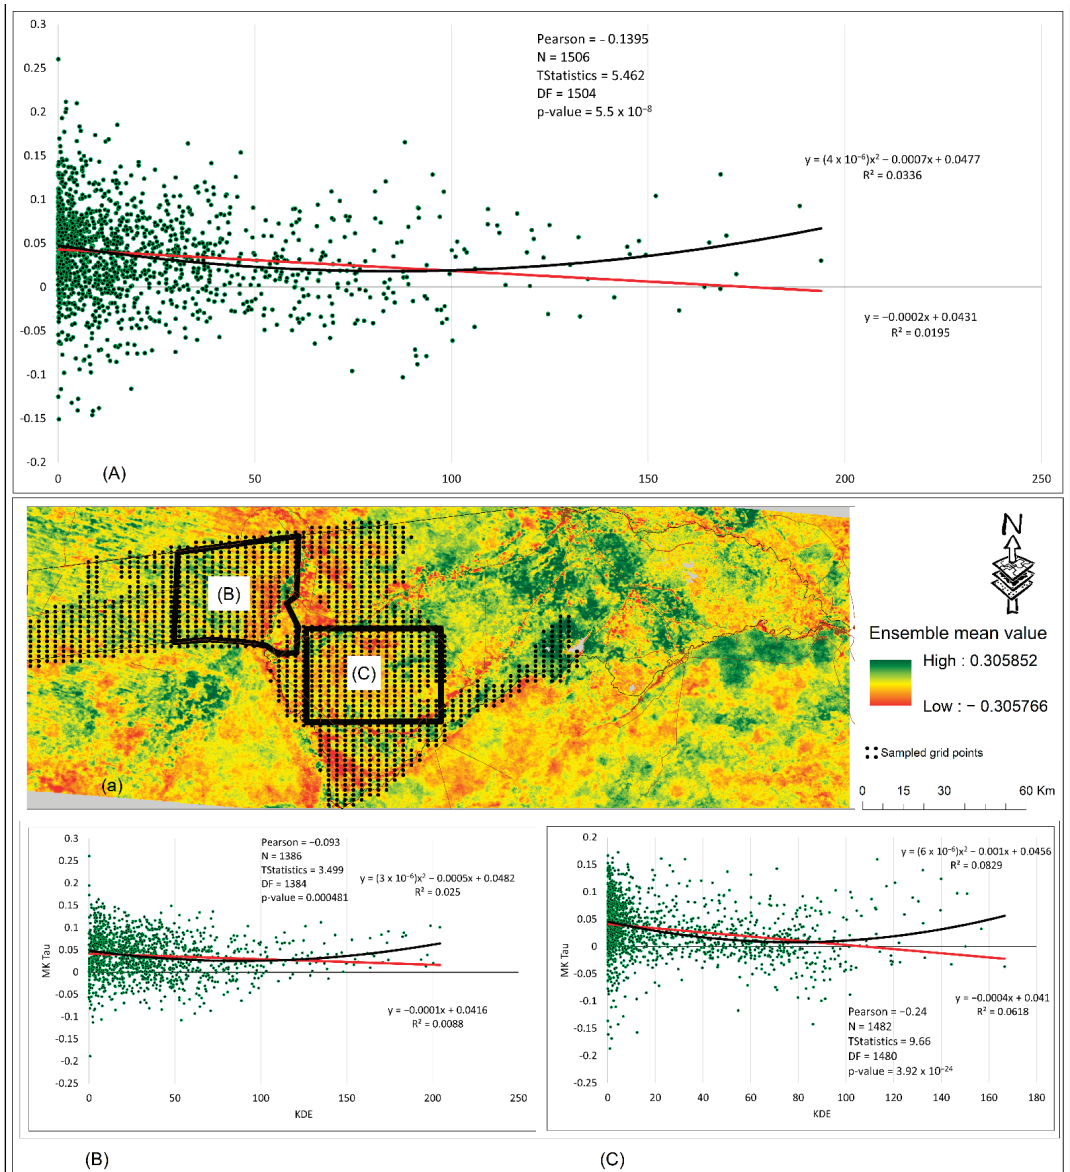 0.3
0.25
0.2
0.15
0.1
0.05
0
-0.05
-0.1
-0.15
-0.2
0
50
100
150
200
250
Pearson = – 0.1395
N = 1506
TStatistics = 5.462
DF = 1504
p-value = 5.5 x 10⁻⁸
y = (4 x 10⁻⁶)x² – 0.0007x + 0.0477
R² = 0.0336
y = –0.0002x + 0.0431
R² = 0.0195
(A)
(B)
(C)
(a)
N
Ensemble mean value
High : 0.305852
Low : – 0.305766
Sampled grid points
0 15 30 60 Km
0.3
0.25
0.2
0.15
0.1
0.05
0
-0.05
-0.1
-0.15
-0.2
-0.25
MK Tau
0 50 100 150 200 250
KDE
Pearson = –0.093
N = 1386
TStatistics = 3.499
DF = 1384
p-value = 0.000481
y = (3 x 10⁻⁶)x² – 0.0005x + 0.0482
R² = 0.025
y = –0.0001x + 0.0416
R² = 0.0088
0.2
0.15
0.1
0.05
0
-0.05
-0.1
-0.15
-0.2
-0.25
MK Tau
0 20 40 60 80 100 120 140 160 180
KDE
y = (6 x 10⁻⁶)x² – 0.001x + 0.0456
R² = 0.0829
y = –0.0004x + 0.041
R² = 0.0618
Pearson = –0.24
N = 1482
TStatistics = 9.66
DF = 1480
p-value = 3.92 x 10⁻²⁴
(B)
(C)